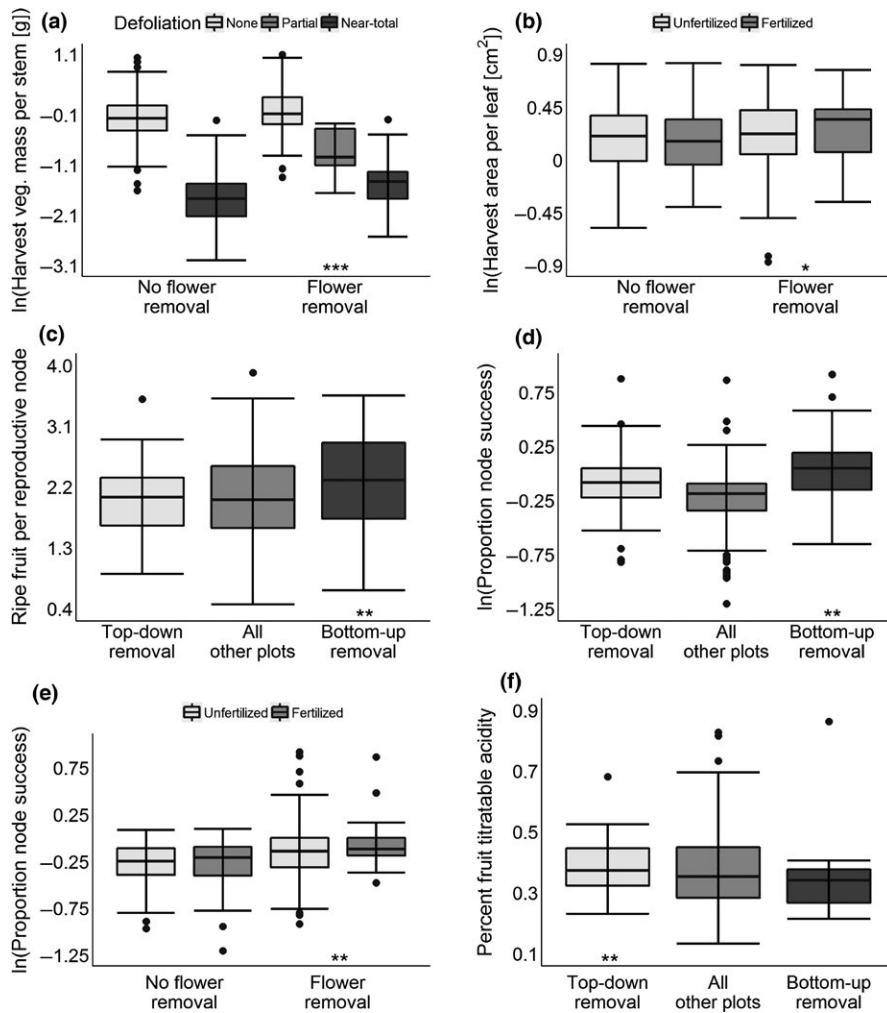 (a)
Defoliation None Partial Near-total
ln(Harvest veg. mass per stem [g])
1.1
−0.1
−1.1
−2.1
−3.1
***
No flower
removal
Flower
removal
(b)
Unfertilized Fertilized
ln(Harvest area per leaf [cm²])
0.9
0.45
0
−0.45
−0.9
*
No flower
removal
Flower
removal
(c)
Ripe fruit per reproductive node
4.0
3.1
2.2
1.3
0.4
**
Top-down
removal
All
other plots
Bottom-up
removal
(d)
ln(Proportion node success)
0.75
0.25
−0.25
−0.75
−1.25
**
Top-down
removal
All
other plots
Bottom-up
removal
(e)
Unfertilized Fertilized
ln(Proportion node success)
0.75
0.25
−0.25
−0.75
−1.25
**
No flower
removal
Flower
removal
(f)
Percent fruit titratable acidity
0.9
0.7
0.5
0.3
0.1
**
Top-down
removal
All
other plots
Bottom-up
removal